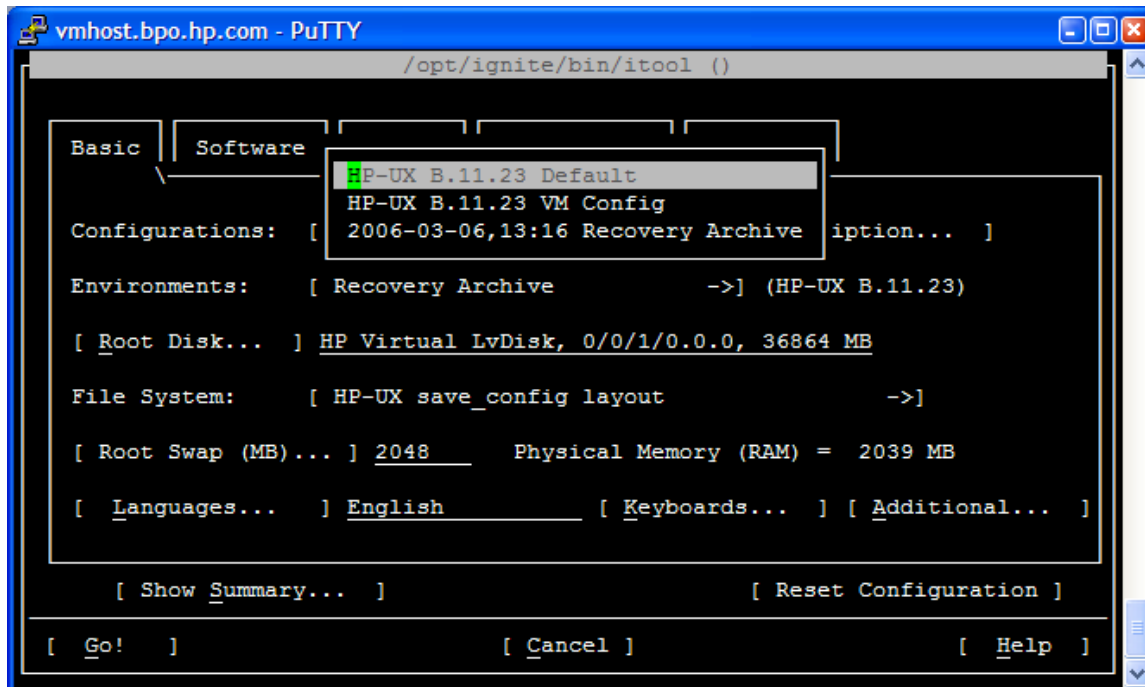 vmhost.bpo.hp.com - PuTTY
/opt/ignite/bin/itool ()
Basic Software
HP-UX B.11.23 Default
HP-UX B.11.23 VM Config
Configurations: [ 2006-03-06,13:16 Recovery Archive iption... ]
Environments: [ Recovery Archive ->] (HP-UX B.11.23)
[ Root Disk... ] HP Virtual LvDisk, 0/0/1/0.0.0, 36864 MB
File System: [ HP-UX save_config layout ->]
[ Root Swap (MB)... ] 2048 Physical Memory (RAM) = 2039 MB
[ Languages... ] English [ Keyboards... ] [ Additional... ]
[ Show Summary... ] [ Reset Configuration ]
[ Go! ] [ Cancel ] [ Help ]